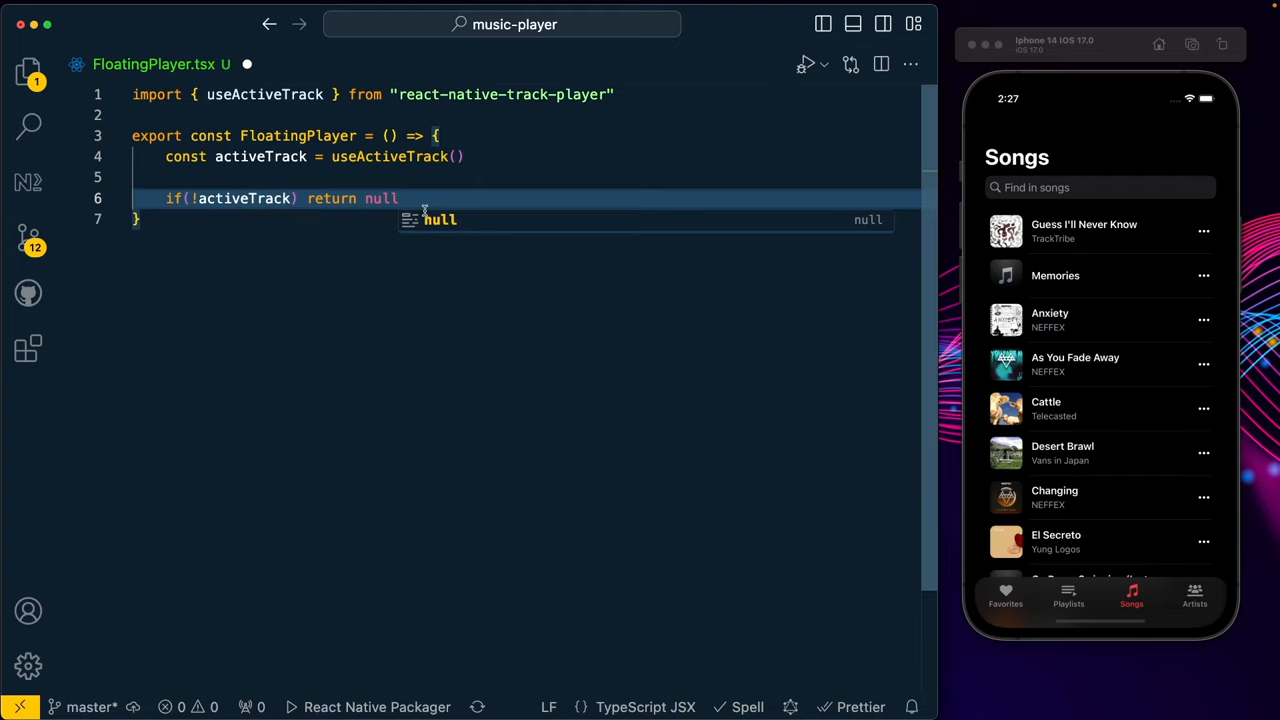 music-player
FloatingPlayer.tsx U
1 import { useActiveTrack } from "react-native-track-player"
2
3 export const FloatingPlayer = () => {
4 const activeTrack = useActiveTrack()
5
6 if(!activeTrack) return null
7 }
null null
1
12
master* 0 0 0 React Native Packager LF {} TypeScript JSX Spell Prettier
Iphone 14 IOS 17.0
iOS 17.0
2:27
Songs
Find in songs
Guess I'll Never Know
TrackTribe
Memories
Anxiety
NEFFEX
As You Fade Away
NEFFEX
Cattle
Telecasted
Desert Brawl
Vans in Japan
Changing
NEFFEX
El Secreto
Yung Logos
Favorites Playlists Songs Artists